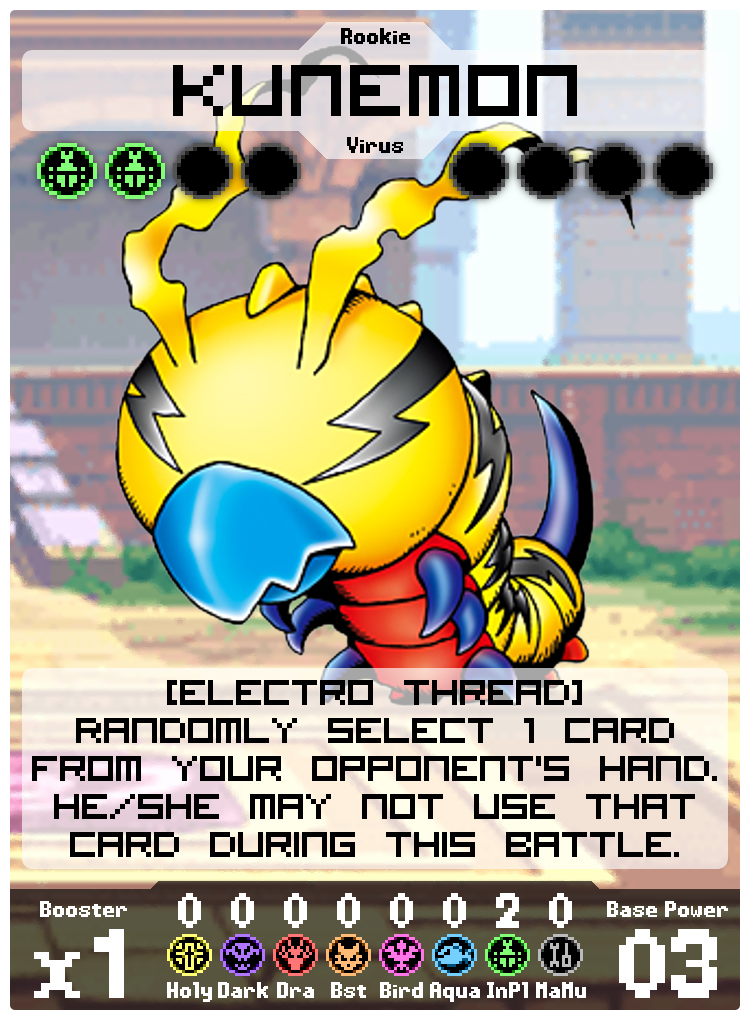 Rookie
KUNEMON
Virus
[ELECTRO THREAD]
RANDOMLY SELECT 1 CARD
FROM YOUR OPPONENT'S HAND.
HE/SHE MAY NOT USE THAT
CARD DURING THIS BATTLE.
Booster 0 0 0 0 0 0 2 0 Base Power
x1 03
Holy Dark Dra Bst Bird Aqua InPl MaMu